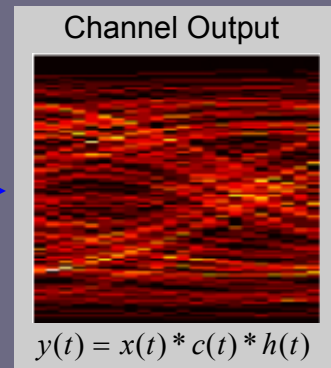 Channel Output
y(t) = x(t) * c(t) * h(t)